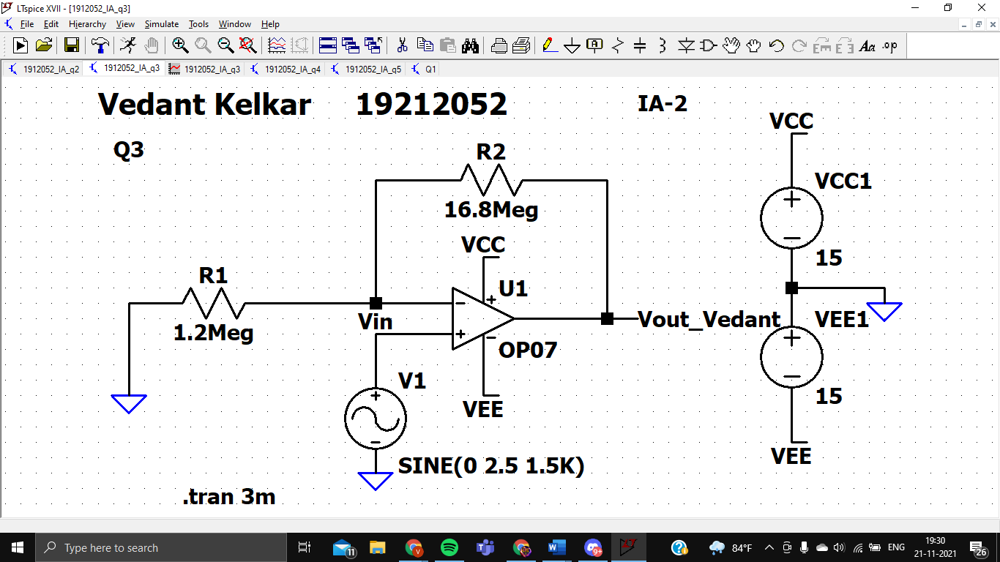 LTspice XVII - [1912052_IA_q3]
File Edit Hierarchy View Simulate Tools Window Help
1912052_IA_q2 1912052_IA_q3 1912052_IA_q3 1912052_IA_q4 1912052_IA_q5 Q1
Vedant Kelkar 19212052 IA-2
Q3
VCC
R2
VCC1
16.8Meg
VCC
15
R1
U1
1.2Meg
Vin
Vout_Vedant
VEE1
OP07
V1
15
VEE
SINE(0 2.5 1.5K)
VEE
.tran 3m
Type here to search
11
9+
84°F
ENG
19:30
21-11-2021
26